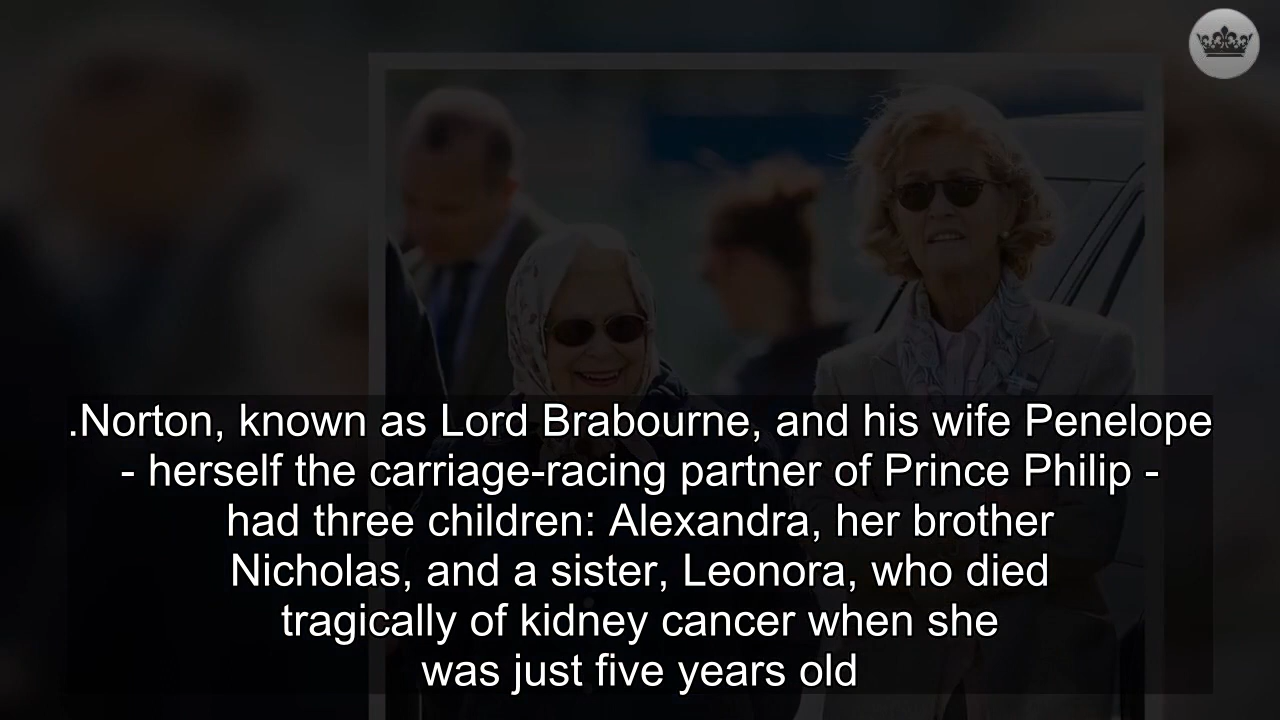 .Norton, known as Lord Brabourne, and his wife Penelope
- herself the carriage-racing partner of Prince Philip -
had three children: Alexandra, her brother
Nicholas, and a sister, Leonora, who died
tragically of kidney cancer when she
was just five years old